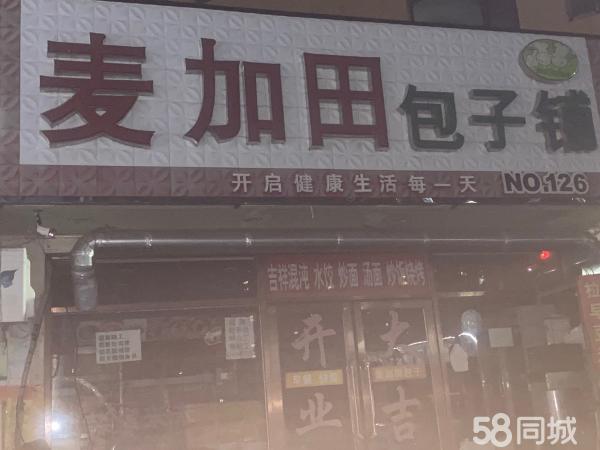 麦加田包子铺
开启健康生活每一天 NO.126
吉祥混沌 水饺 炒面 汤面 炒饭烧烤
开 大
业 吉
58同城